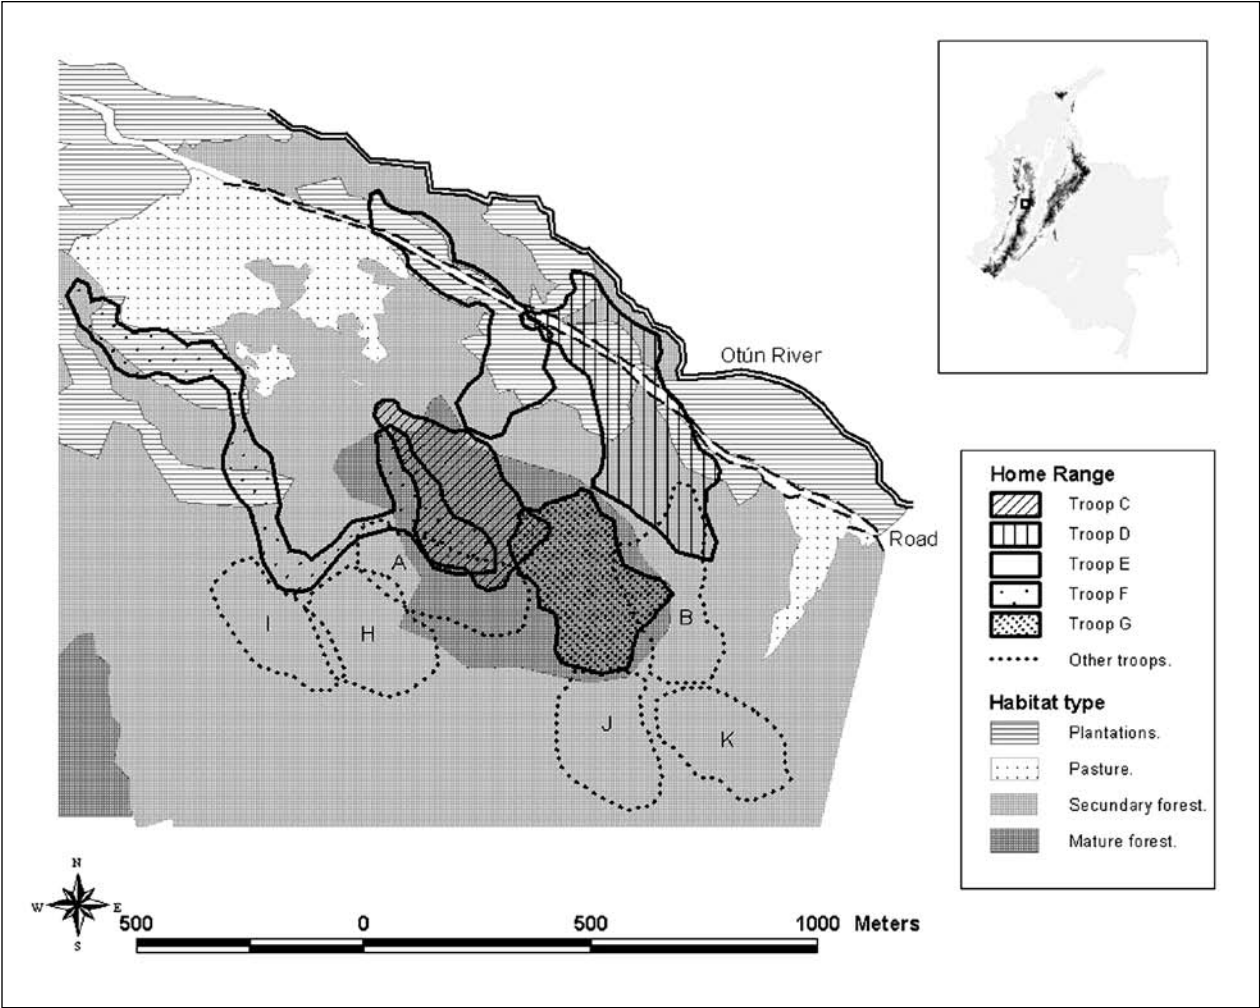 Otún River
Road
A
B
I
H
J
K
Home Range
Troop C
Troop D
Troop E
Troop F
Troop G
Other troops.
Habitat type
Plantations.
Pasture.
Secundary forest.
Mature forest.
N
W E
S
500 0 500 1000 Meters